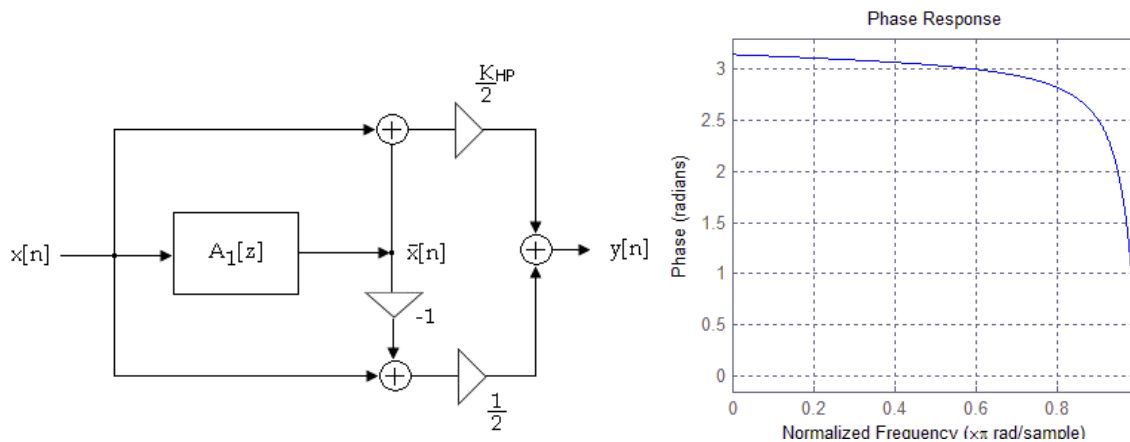 K_HP
2
x[n]
A_1[z]
x̄[n]
y[n]
-1
1
2
Phase Response
Phase (radians)
3
2.5
2
1.5
1
0.5
0
0 0.2 0.4 0.6 0.8
Normalized Frequency (×π rad/sample)